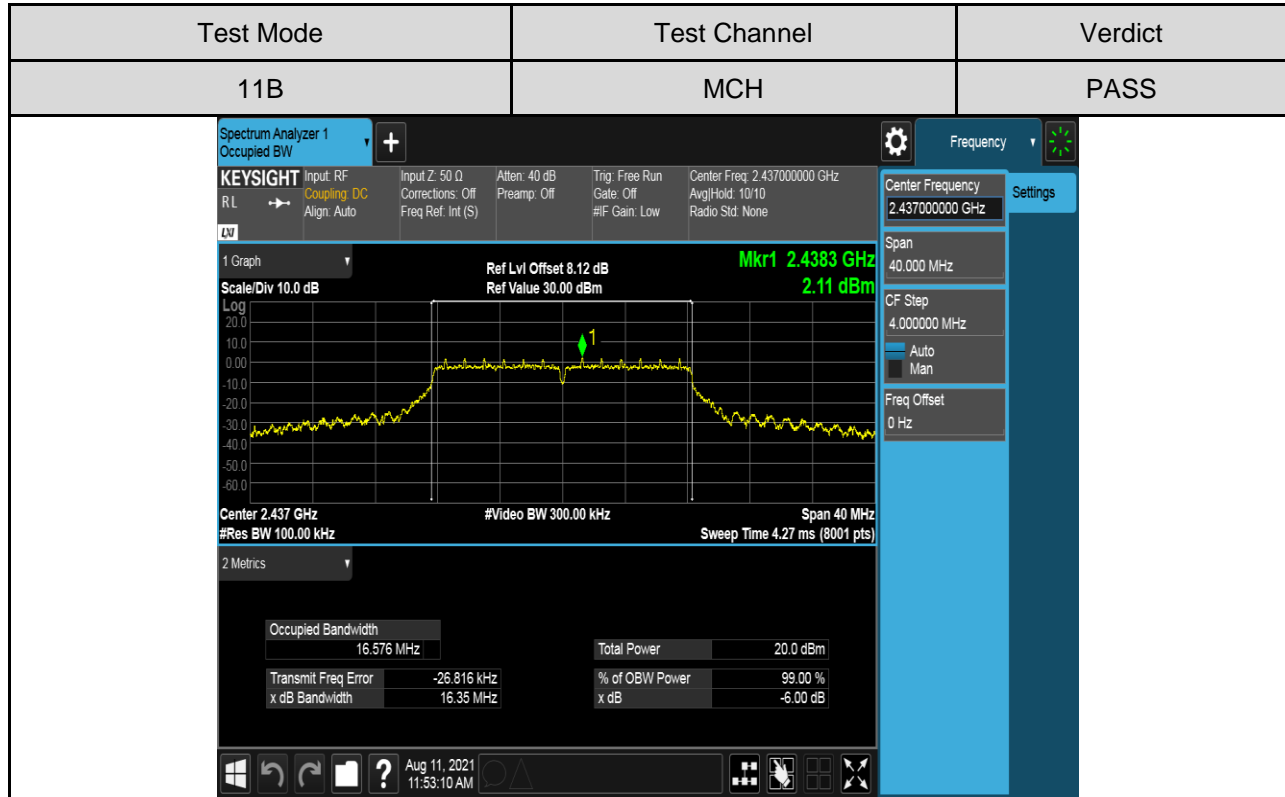 Test Mode Test Channel Verdict
11B MCH PASS
Spectrum Analyzer 1
Occupied BW
+
Frequency
KEYSIGHT
RL
LXI
Input: RF
Coupling: DC
Align: Auto
Input Z: 50 Ω
Corrections: Off
Freq Ref: Int (S)
Atten: 40 dB
Preamp: Off
Trig: Free Run
Gate: Off
#IF Gain: Low
Center Freq: 2.437000000 GHz
Avg|Hold: 10/10
Radio Std: None
Center Frequency
2.437000000 GHz
Settings
Span
40.000 MHz
CF Step
4.000000 MHz
Auto
Man
Freq Offset
0 Hz
1 Graph
Scale/Div 10.0 dB
Ref Lvl Offset 8.12 dB
Ref Value 30.00 dBm
Mkr1 2.4383 GHz
2.11 dBm
Log
20.0
10.0
0.00
-10.0
-20.0
-30.0
-40.0
-50.0
-60.0
1
Center 2.437 GHz #Video BW 300.00 kHz Span 40 MHz
#Res BW 100.00 kHz Sweep Time 4.27 ms (8001 pts)
2 Metrics
Occupied Bandwidth
16.576 MHz
Total Power 20.0 dBm
Transmit Freq Error -26.816 kHz % of OBW Power 99.00 %
x dB Bandwidth 16.35 MHz x dB -6.00 dB
?
Aug 11, 2021
11:53:10 AM